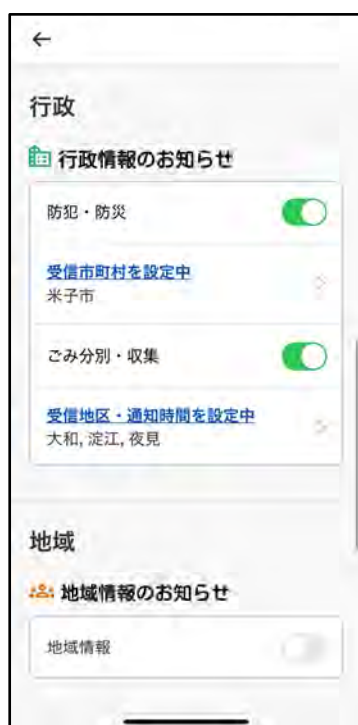 行政
行政情報のお知らせ
防犯・防災
受信市町村を設定中
米子市
ごみ分別・収集
受信地区・通知時間を設定中
大和, 淀江, 夜見
地域
地域情報のお知らせ
地域情報